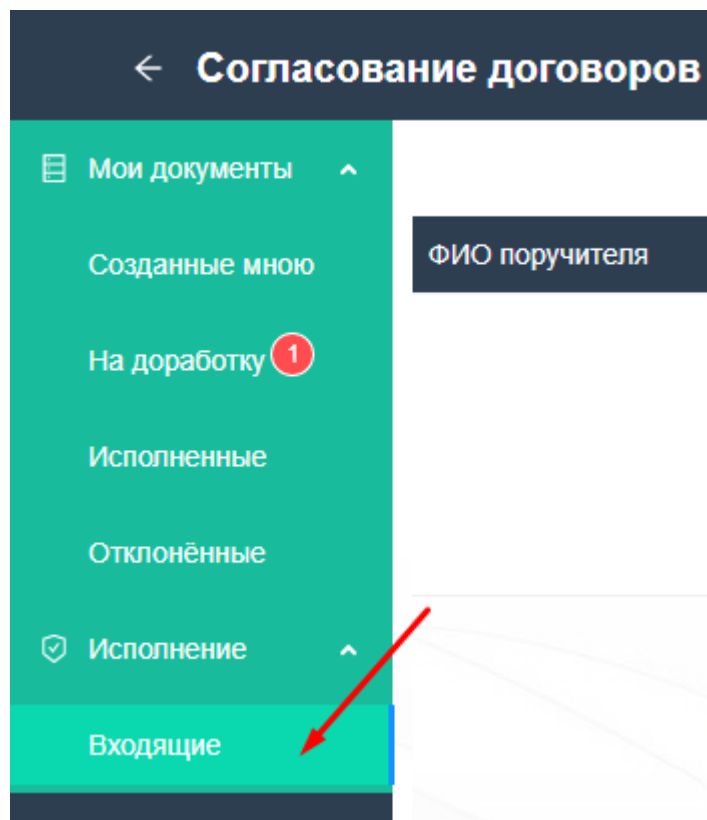 Согласование договоров
Мои документы
ФИО поручителя
Созданные мною
На доработку 1
Исполненные
Отклонённые
Исполнение
Входящие